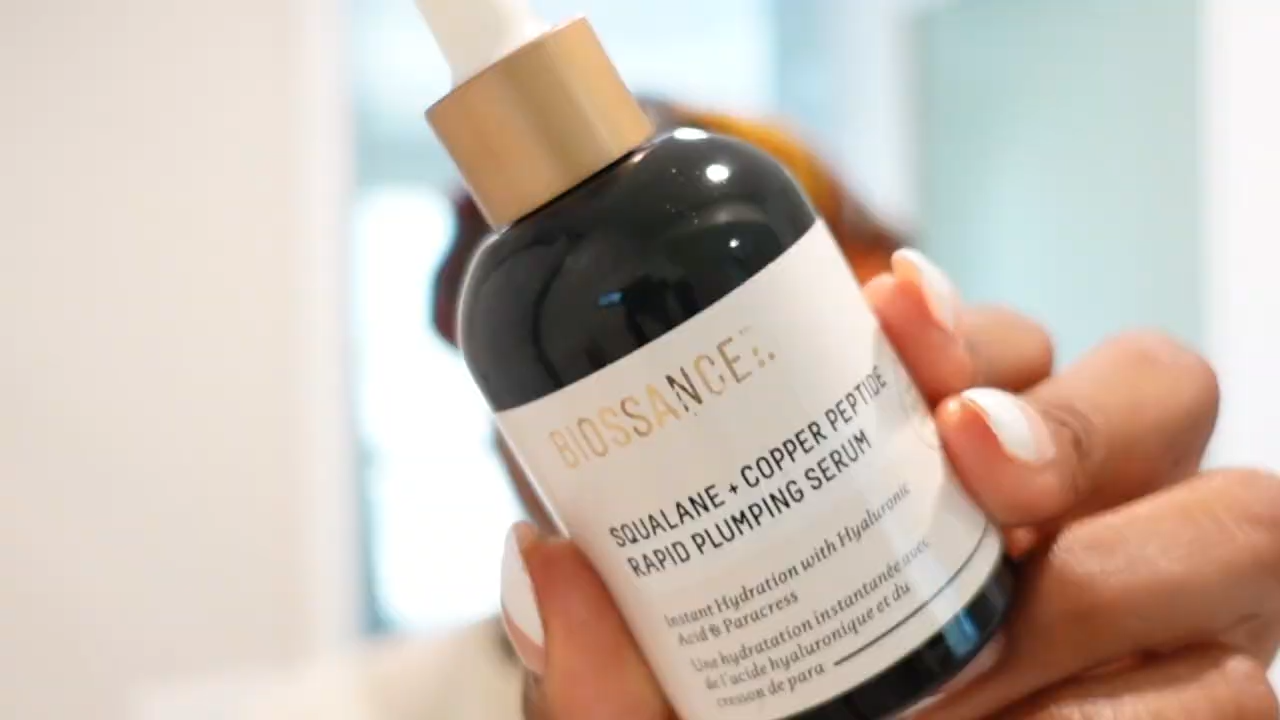 BIOSSANCE
SQUALANE + COPPER PEPTIDE
RAPID PLUMPING SERUM
Instant Hydration with Hyaluronic
Acid & Paracress
Une hydratation instantanée avec
de l'acide hyaluronique et du
cresson de para